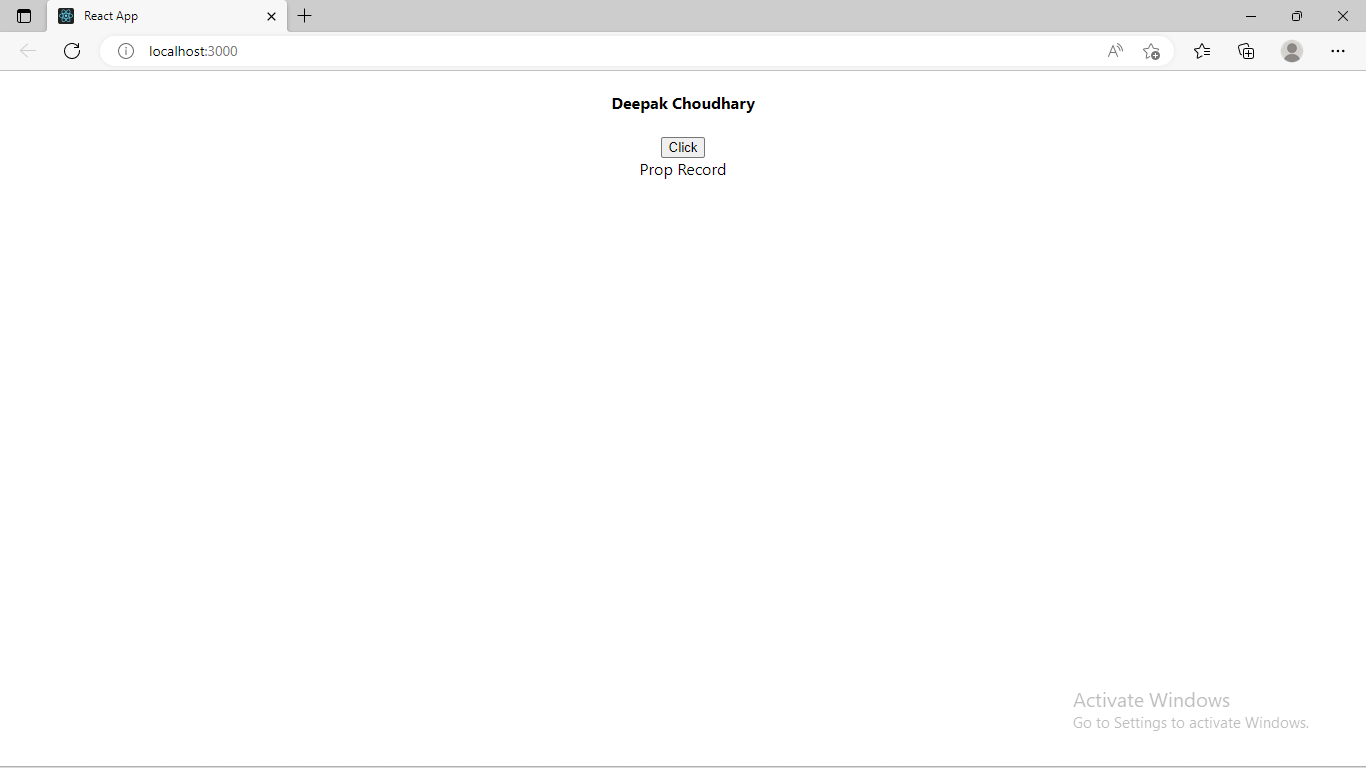 React App
localhost:3000
Deepak Choudhary
Click
Prop Record
Activate Windows
Go to Settings to activate Windows.